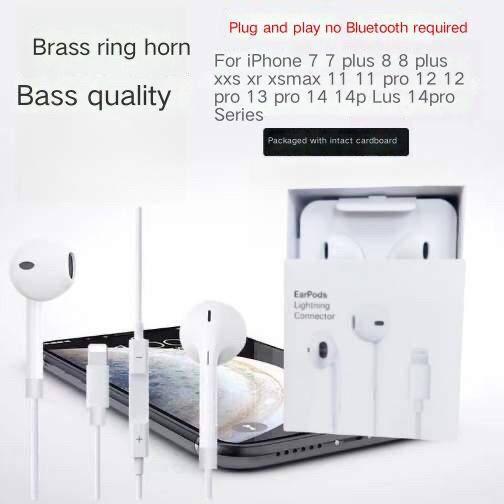 Plug and play no Bluetooth required
Brass ring horn
Bass quality
For iPhone 7 7 plus 8 8 plus
xxs xr xsmax 11 11 pro 12 12
pro 13 pro 14 14p Lus 14pro
Series
Packaged with intact cardboard
EarPods
Lightning
Connector
-
+